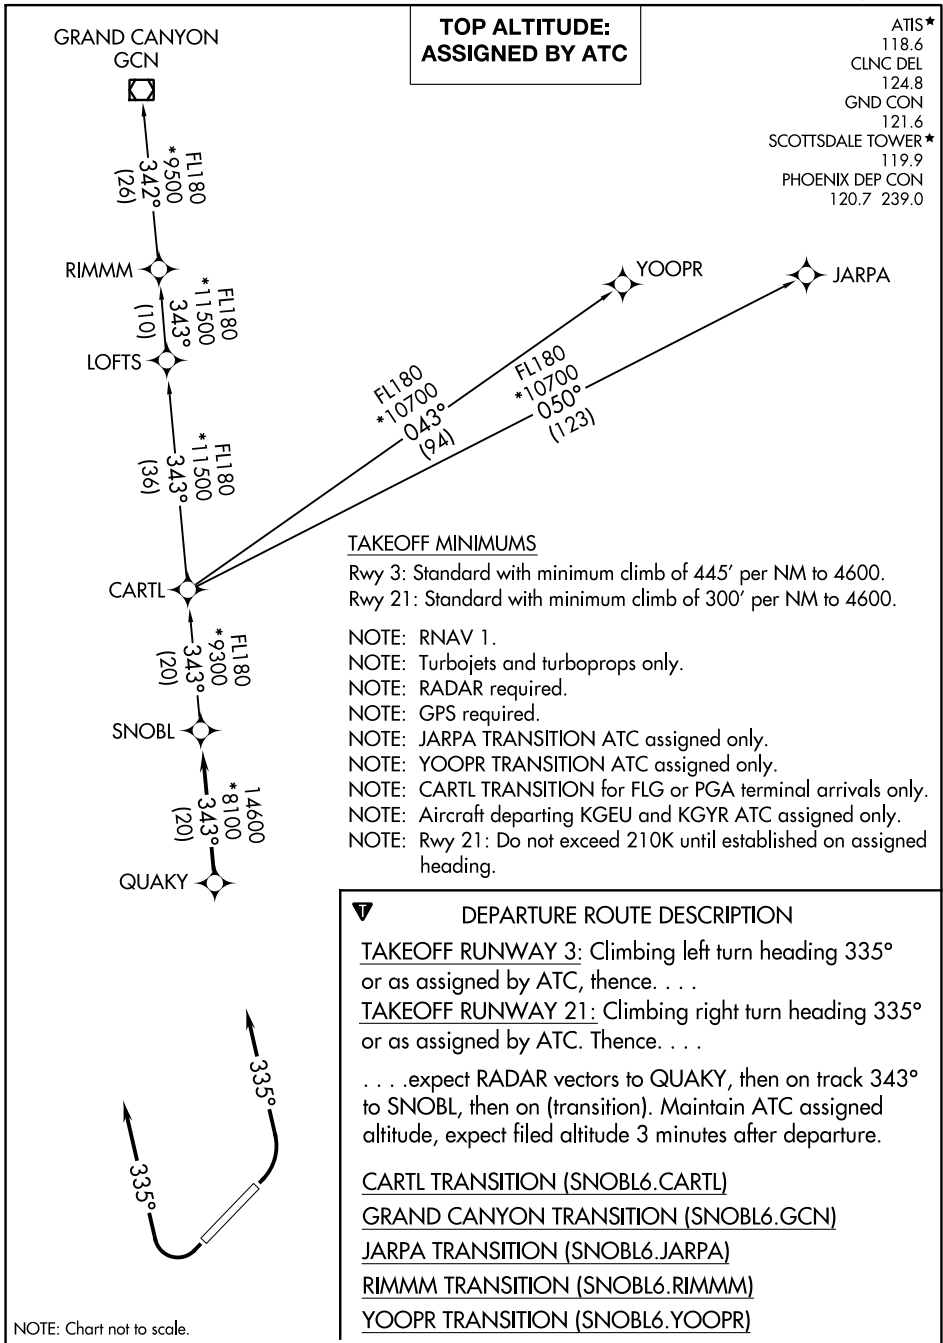 TOP ALTITUDE:
ASSIGNED BY ATC
ATIS★
118.6
CLNC DEL
124.8
GND CON
121.6
SCOTTSDALE TOWER★
119.9
PHOENIX DEP CON
120.7 239.0
GRAND CANYON
GCN
FL180
*9500
342°
(26)
RIMMM
FL180
*11500
343°
(10)
LOFTS
FL180
*11500
343°
(36)
YOOPR
JARPA
FL180
*10700
043°
(94)
FL180
*10700
050°
(123)
CARTL
FL180
*9300
343°
(20)
SNOBL
14600
*8100
343°
(20)
QUAKY
TAKEOFF MINIMUMS
Rwy 3: Standard with minimum climb of 445' per NM to 4600.
Rwy 21: Standard with minimum climb of 300' per NM to 4600.
NOTE: RNAV 1.
NOTE: Turbojets and turboprops only.
NOTE: RADAR required.
NOTE: GPS required.
NOTE: JARPA TRANSITION ATC assigned only.
NOTE: YOOPR TRANSITION ATC assigned only.
NOTE: CARTL TRANSITION for FLG or PGA terminal arrivals only.
NOTE: Aircraft departing KGEU and KGYR ATC assigned only.
NOTE: Rwy 21: Do not exceed 210K until established on assigned
heading.
T
DEPARTURE ROUTE DESCRIPTION
TAKEOFF RUNWAY 3: Climbing left turn heading 335°
or as assigned by ATC, thence. . . .
TAKEOFF RUNWAY 21: Climbing right turn heading 335°
or as assigned by ATC. Thence. . . .
. . . .expect RADAR vectors to QUAKY, then on track 343°
to SNOBL, then on (transition). Maintain ATC assigned
altitude, expect filed altitude 3 minutes after departure.
CARTL TRANSITION (SNOBL6.CARTL)
GRAND CANYON TRANSITION (SNOBL6.GCN)
JARPA TRANSITION (SNOBL6.JARPA)
RIMMM TRANSITION (SNOBL6.RIMMM)
YOOPR TRANSITION (SNOBL6.YOOPR)
335°
335°
NOTE: Chart not to scale.